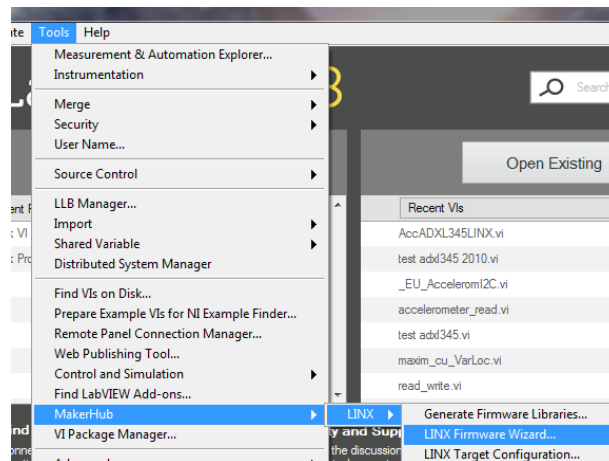 Tools Help
Measurement & Automation Explorer...
Instrumentation
Merge
Security
User Name...
Source Control
LLB Manager...
Import
Shared Variable
Distributed System Manager
Find VIs on Disk...
Prepare Example VIs for NI Example Finder...
Remote Panel Connection Manager...
Web Publishing Tool...
Control and Simulation
Find LabVIEW Add-ons...
MakerHub
VI Package Manager...
LINX
Generate Firmware Libraries...
LINX Firmware Wizard...
LINX Target Configuration...
Search
Open Existing
Recent VIs
AccADXL345LINX.vi
test adxl345 2010.vi
_EU_AcceleromI2C.vi
accelerometer_read.vi
test adxl345.vi
maxim_cu_VarLoc.vi
read_write.vi
the discussion